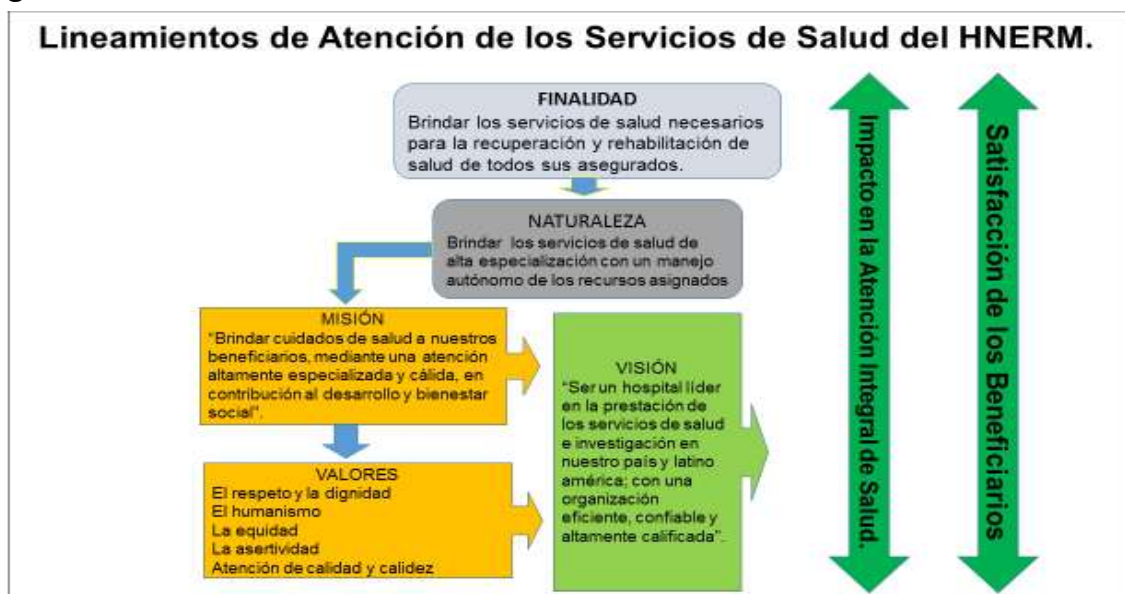 Lineamientos de Atención de los Servicios de Salud del HNERM.
FINALIDAD
Brindar los servicios de salud necesarios
para la recuperación y rehabilitación de
salud de todos sus asegurados.
NATURALEZA
Brindar los servicios de salud de
alta especialización con un manejo
autónomo de los recursos asignados
MISIÓN
"Brindar cuidados de salud a nuestros
beneficiarios, mediante una atención
altamente especializada y cálida, en
contribución al desarrollo y bienestar
social".
VALORES
El respeto y la dignidad
El humanismo
La equidad
La asertividad
Atención de calidad y calidez
VISIÓN
"Ser un hospital líder
en la prestación de
los servicios de salud
e investigación en
nuestro país y latino
américa; con una
organización
eficiente, confiable y
altamente calificada".
Impacto en la Atención Integral de Salud.
Satisfacción de los Beneficiarios